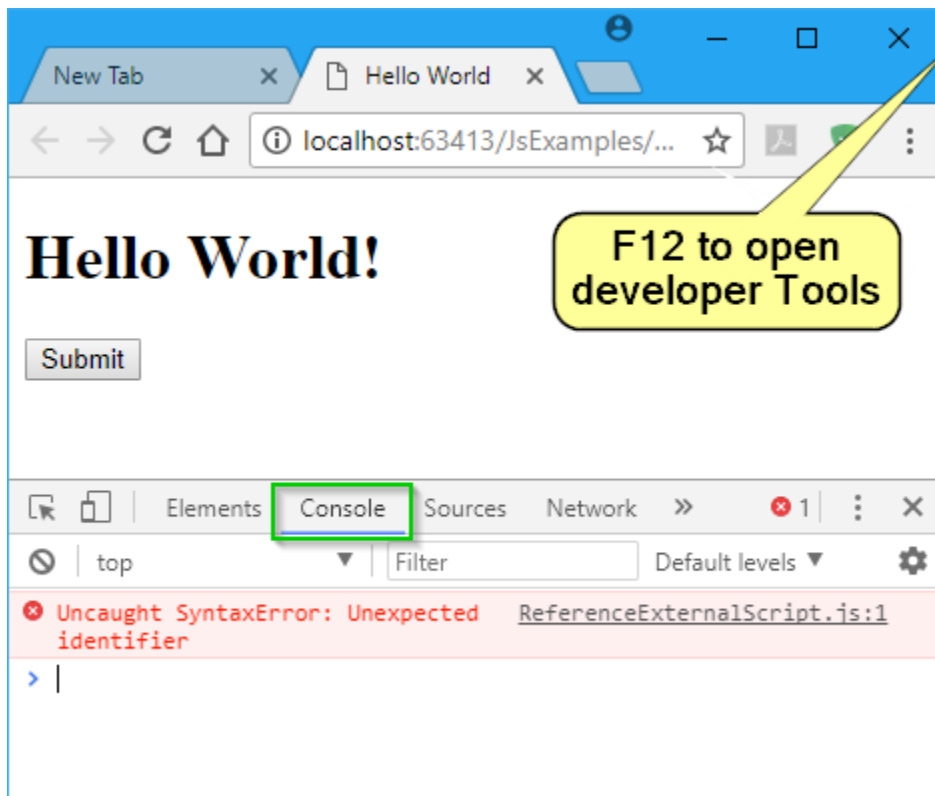 New Tab
Hello World
localhost:63413/JsExamples/...
Hello World!
F12 to open
developer Tools
Submit
Elements Console Sources Network » 1
top Filter Default levels
Uncaught SyntaxError: Unexpected ReferenceExternalScript.js:1
identifier
>